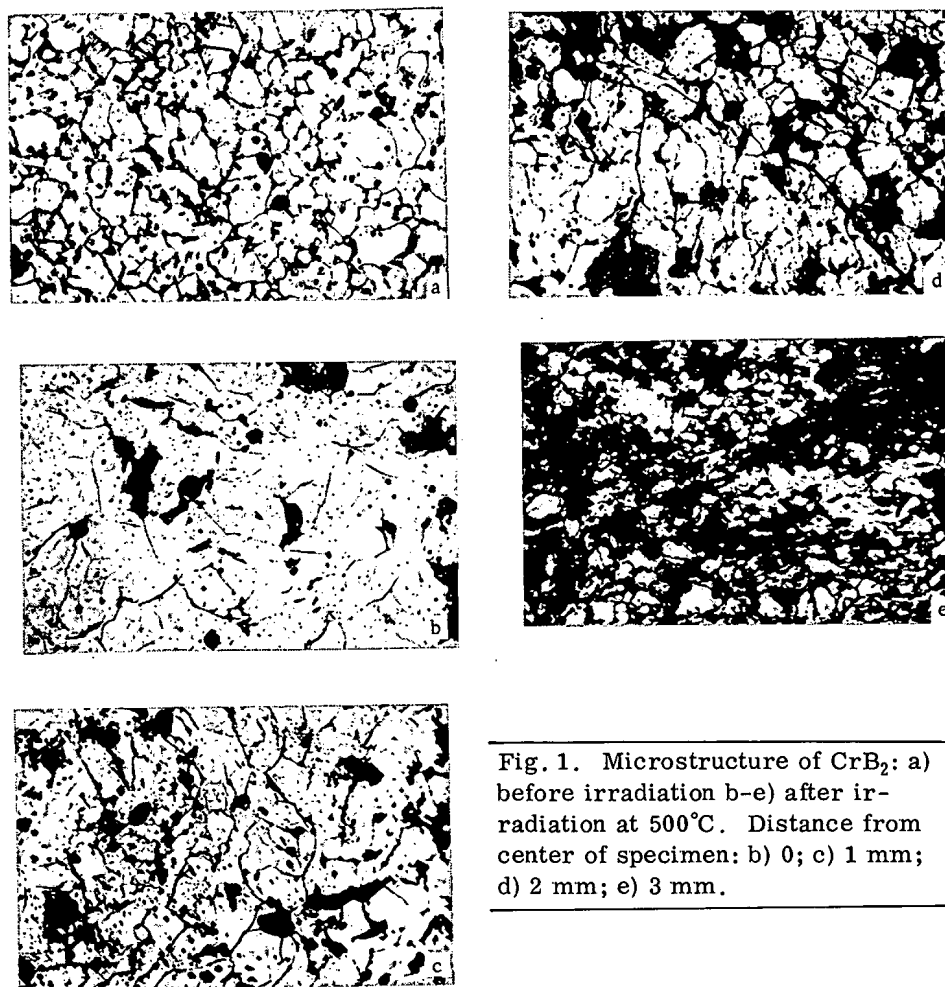 a
d
b
e
c
Fig. 1. Microstructure of CrB₂: a)
before irradiation b-e) after ir-
radiation at 500°C. Distance from
center of specimen: b) 0; c) 1 mm;
d) 2 mm; e) 3 mm.